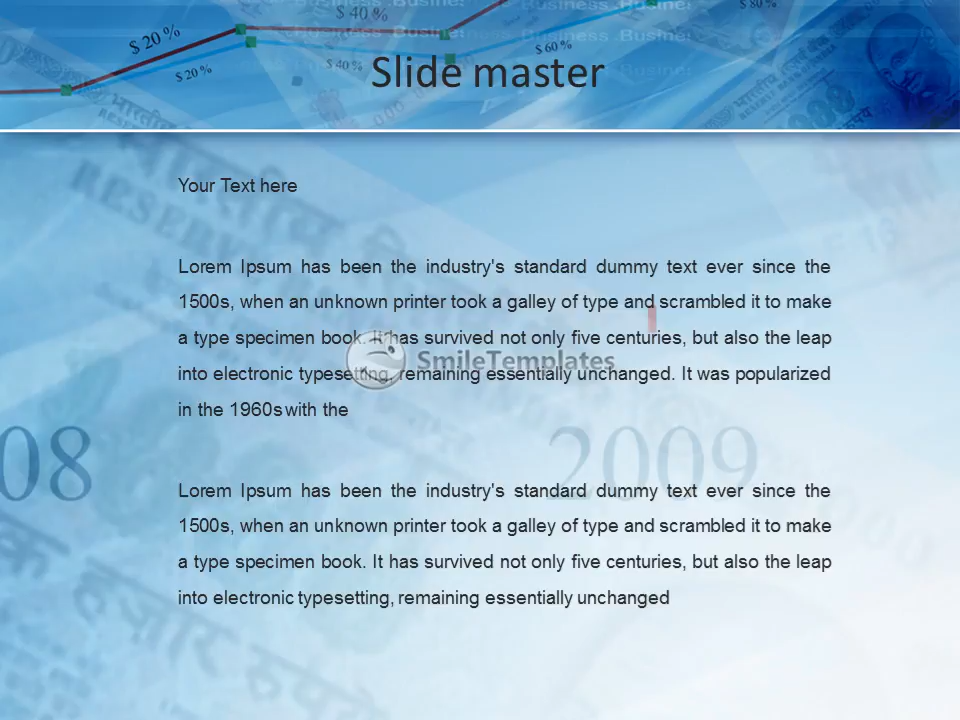 $ 40 %
$ 80 %
$ 20 %
Business
$ 60 %
$ 20 %
$ 40 %
Slide master
Your Text here
Lorem Ipsum has been the industry's standard dummy text ever since the
1500s, when an unknown printer took a galley of type and scrambled it to make
a type specimen book. It has survived not only five centuries, but also the leap
SmileTemplates
into electronic typesetting, remaining essentially unchanged. It was popularized
in the 1960s with the
08
2009
Lorem Ipsum has been the industry's standard dummy text ever since the
1500s, when an unknown printer took a galley of type and scrambled it to make
a type specimen book. It has survived not only five centuries, but also the leap
into electronic typesetting, remaining essentially unchanged